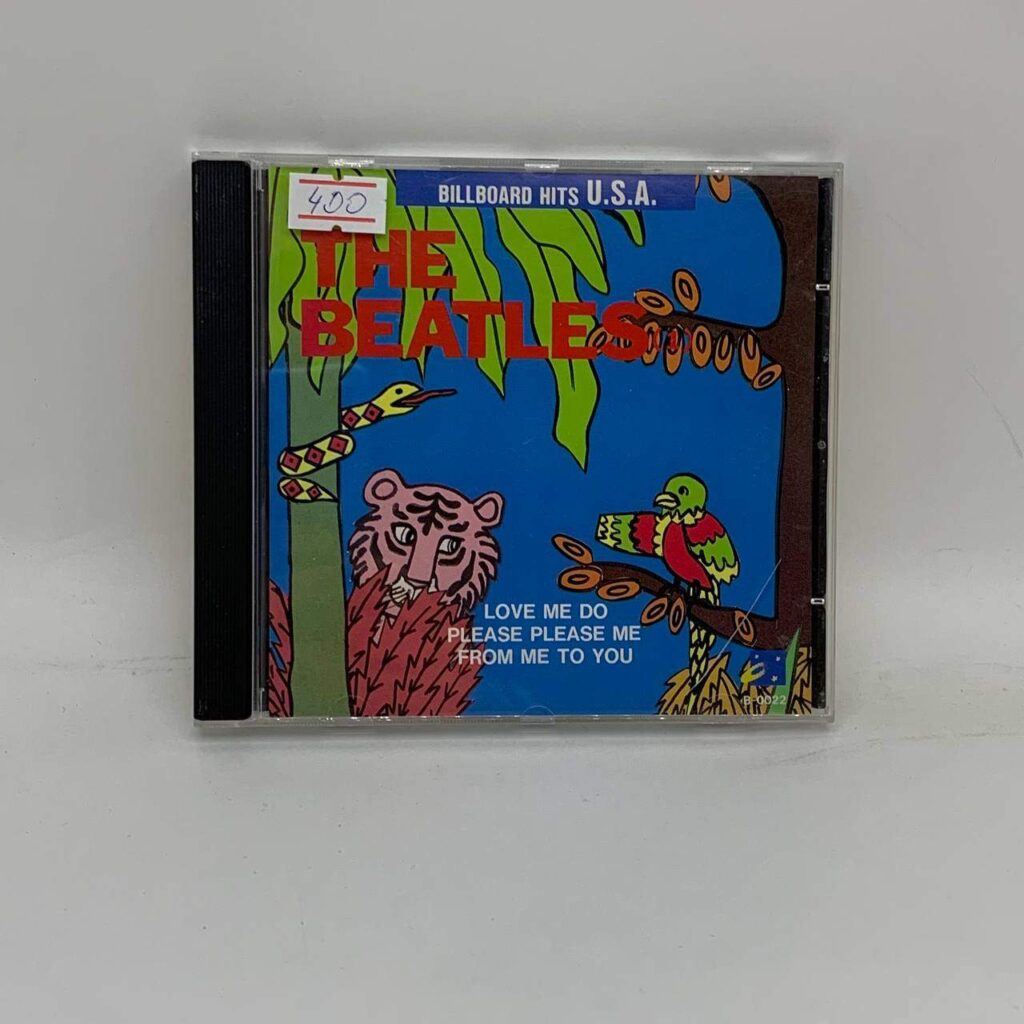 400
BILLBOARD HITS U.S.A.
THE
BEATLES
LOVE ME DO
PLEASE PLEASE ME
FROM ME TO YOU
B-0022